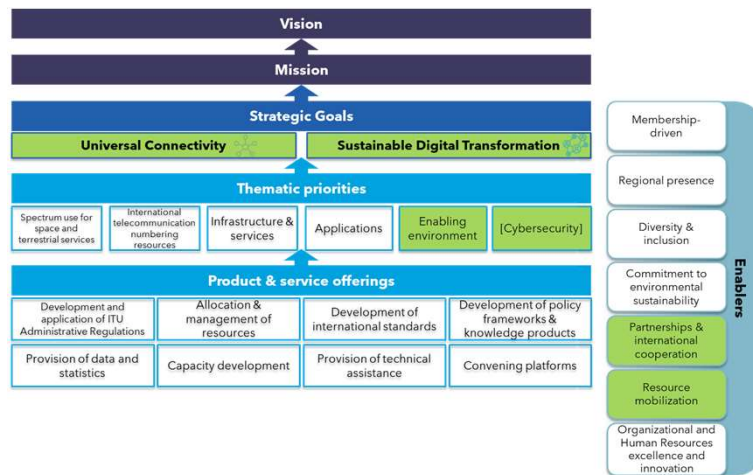 Vision
Mission
Strategic Goals
Universal Connectivity
Sustainable Digital Transformation
Thematic priorities
Spectrum use for
space and
terrestrial services
International
telecommunication
numbering
resources
Infrastructure &
services
Applications
Enabling
environment
[Cybersecurity]
Product & service offerings
Development and
application of ITU
Administrative Regulations
Allocation &
management of
resources
Development of
international standards
Development of policy
frameworks &
knowledge products
Provision of data and
statistics
Capacity development
Provision of technical
assistance
Convening platforms
Membership-
driven
Regional presence
Diversity &
inclusion
Commitment to
environmental
sustainability
Partnerships &
international
cooperation
Resource
mobilization
Organizational and
Human Resources
excellence and
innovation
Enablers